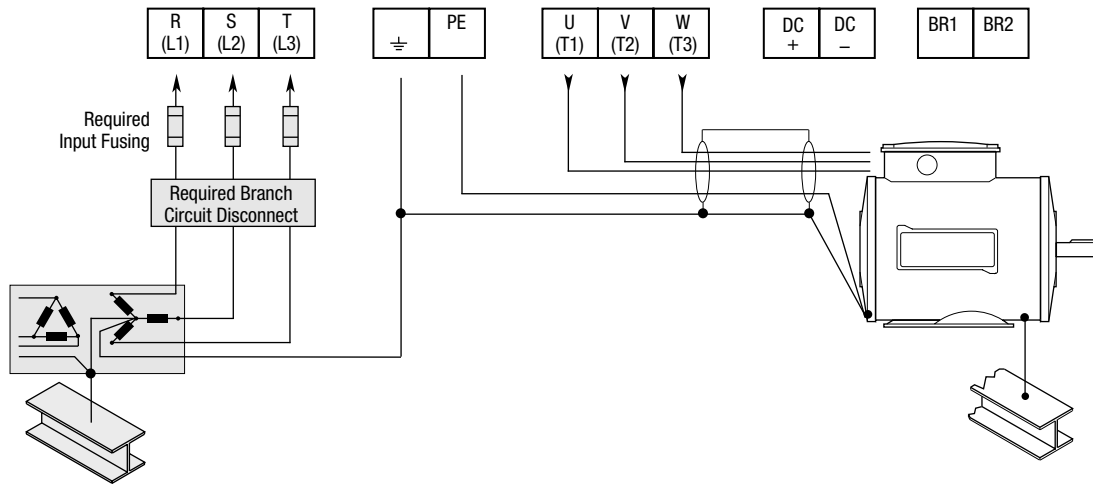 R S T
(L1) (L2) (L3)
PE
U V W
(T1) (T2) (T3)
DC DC
+ –
BR1 BR2
Required
Input Fusing
Required Branch
Circuit Disconnect